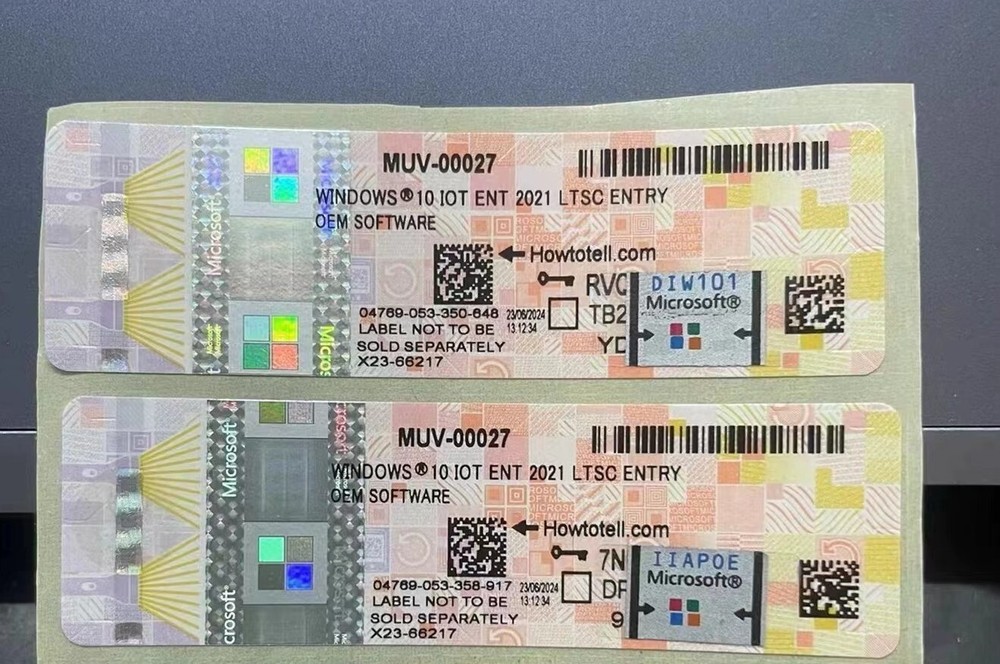 MUV-00027
WINDOWS® 10 IOT ENT 2021 LTSC ENTRY
OEM SOFTWARE
Howtotell.com
RVC
DIW101
Microsoft®
TB2
04769-053-350-648 23/06/2024
13:12:34
LABEL NOT TO BE
SOLD SEPARATELY
X23-66217
Microsoft
MUV-00027
WINDOWS® 10 IOT ENT 2021 LTSC ENTRY
OEM SOFTWARE
Howtotell.com
7N
IIAPOE
Microsoft®
04769-053-358-917 23/06/2024
13:12:34
LABEL NOT TO BE
SOLD SEPARATELY
X23-66217
9
Microsoft
crosoft